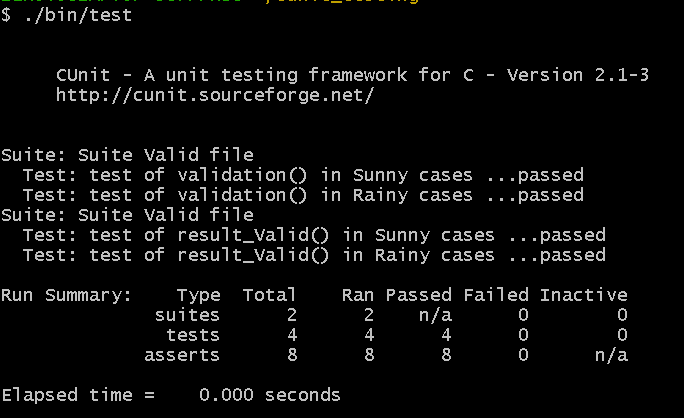 $ ./bin/test
CUnit - A unit testing framework for C - Version 2.1-3
http://cunit.sourceforge.net/
Suite: Suite Valid file
Test: test of validation() in Sunny cases ...passed
Test: test of validation() in Rainy cases ...passed
Suite: Suite Valid file
Test: test of result_Valid() in Sunny cases ...passed
Test: test of result_Valid() in Rainy cases ...passed
Run Summary: Type Total Ran Passed Failed Inactive
suites 2 2 n/a 0 0
tests 4 4 4 0 0
asserts 8 8 8 0 n/a
Elapsed time = 0.000 seconds